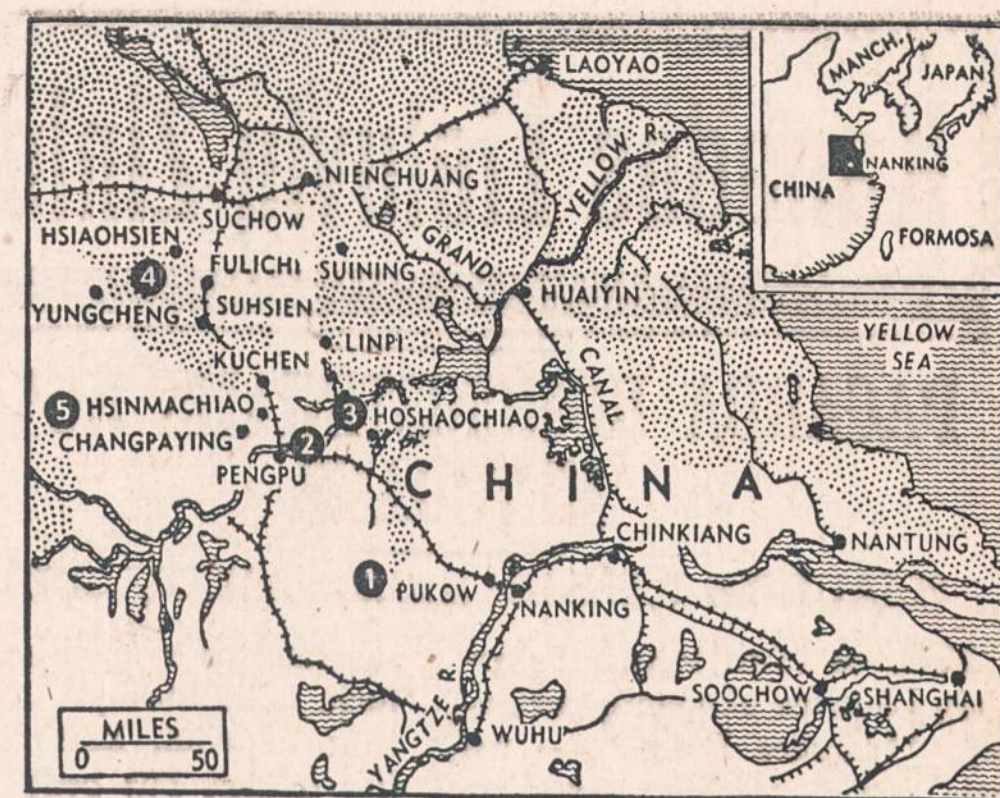 LAOYAO
MANCH.
JAPAN
NANKING
CHINA
FORMOSA
YELLOW R.
NIENCHUANG
SUCHOW
HSIAOHSIEN
GRAND
4
FULICHI
SUINING
HUAIYIN
YUNGCHENG
SUHSIEN
YELLOW
SEA
LINPI
KUCHEN
CANAL
5 HSINMACHIAO
3 HOSHAOCHIAO
CHANGPAYING
2
PENGPU
CHINA
CHINKIANG
NANTUNG
1 PUKOW
NANKING
SOOCHOW
SHANGHAI
YANGTZE R.
WUHU
MILES
0 50